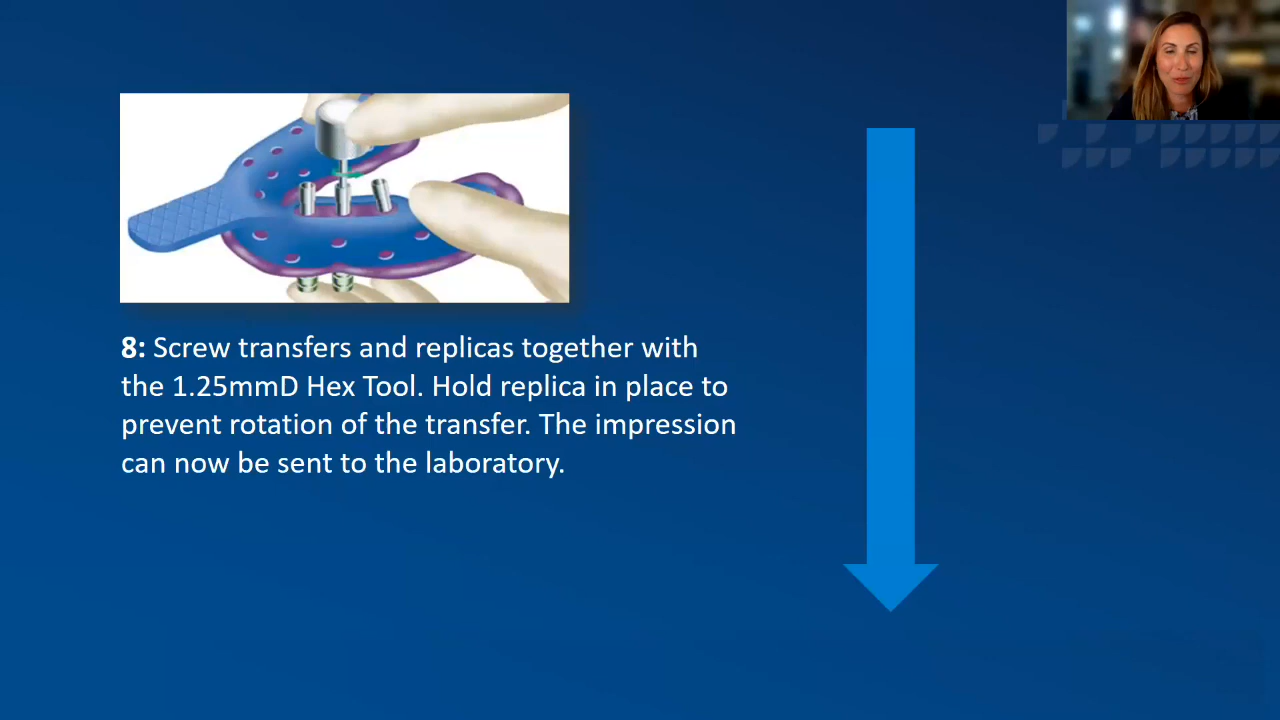 8: Screw transfers and replicas together with
the 1.25mmD Hex Tool. Hold replica in place to
prevent rotation of the transfer. The impression
can now be sent to the laboratory.